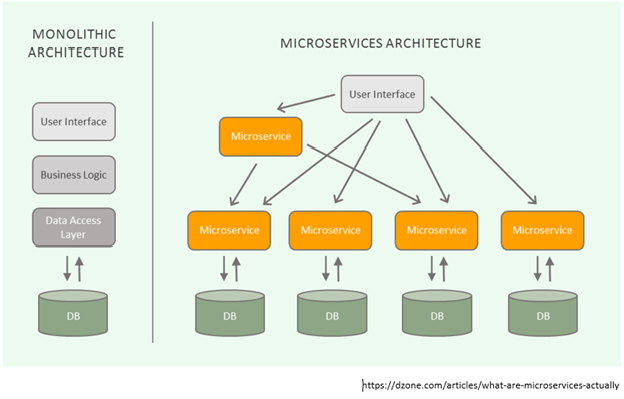 MONOLITHIC
ARCHITECTURE
User Interface
Business Logic
Data Access
Layer
DB
MICROSERVICES ARCHITECTURE
User Interface
Microservice
Microservice
Microservice
Microservice
Microservice
DB
DB
DB
DB
https://dzone.com/articles/what-are-microservices-actually